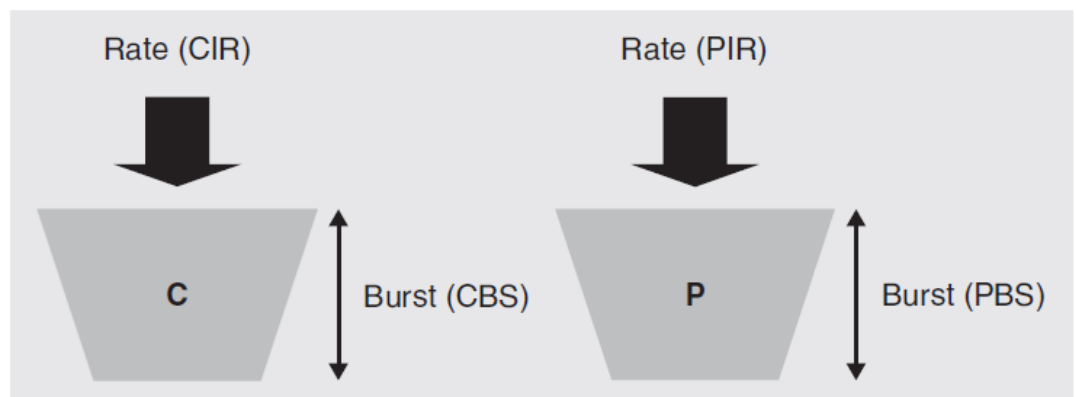 Rate (CIR)
Rate (PIR)
C
Burst (CBS)
P
Burst (PBS)